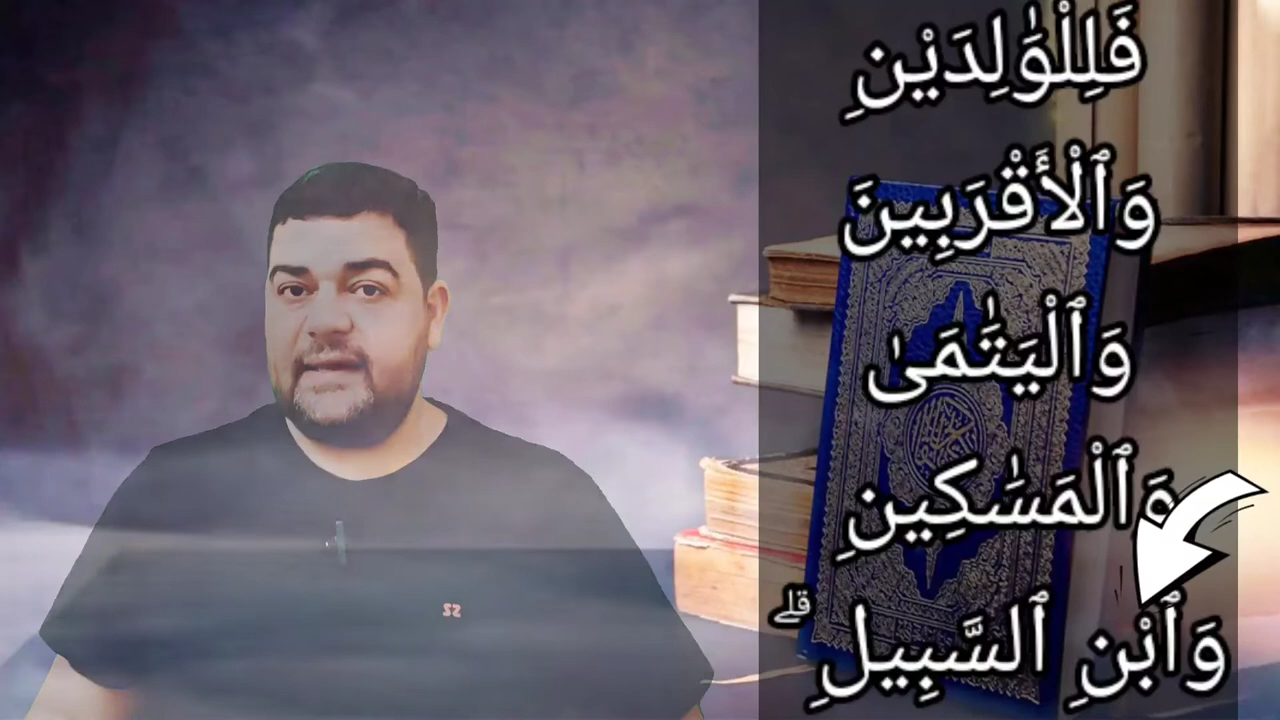 فَلِلْوَٰلِدَيْنِ
وَٱلْأَقْرَبِينَ
وَٱلْيَتَٰمَىٰ
وَٱلْمَسَٰكِينِ
وَٱبْنِ ٱلسَّبِيلِ ۗ